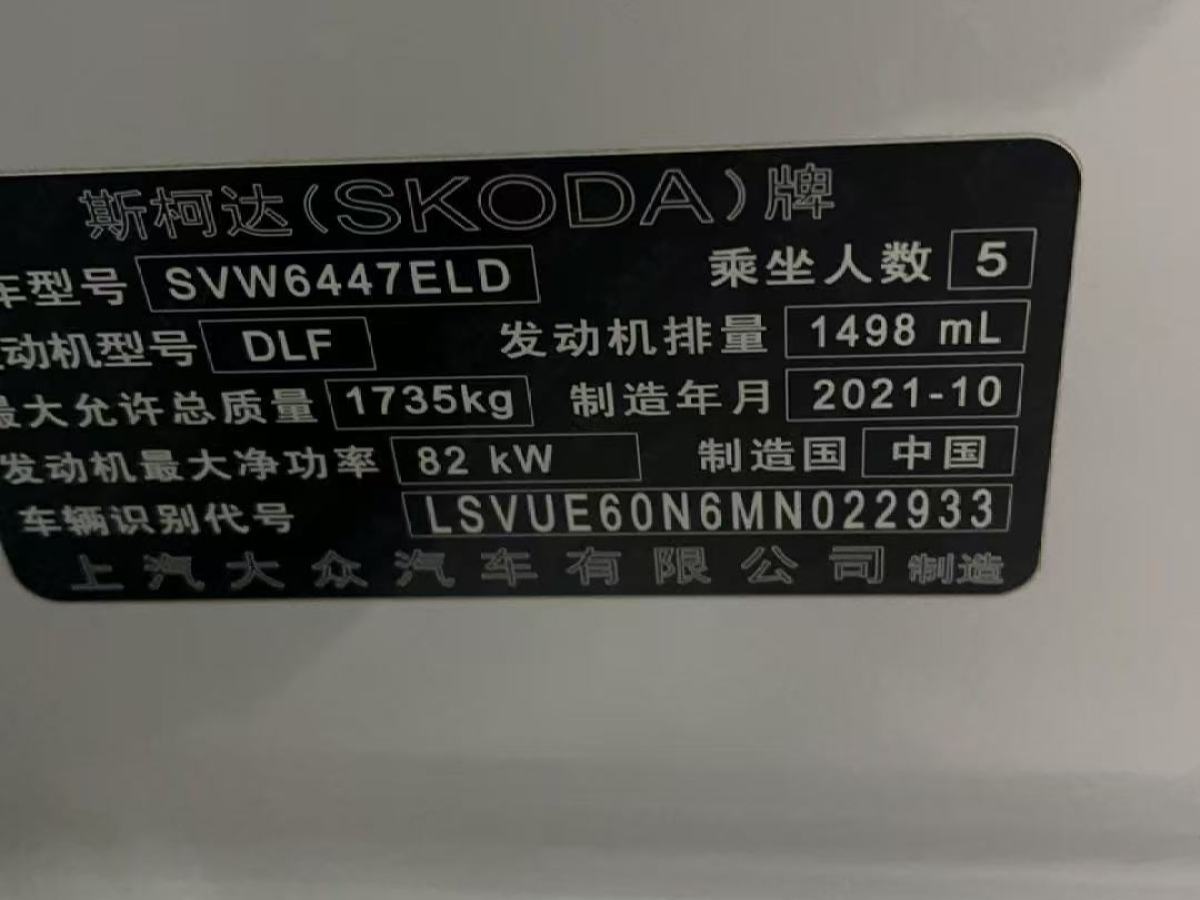 斯柯达(SKODA)牌
车型号 SVW6447ELD 乘坐人数 5
动机型号 DLF 发动机排量 1498 mL
最大允许总质量 1735kg 制造年月 2021-10
发动机最大净功率 82 kW 制造国 中国
车辆识别代号 LSVUE60N6MN022933
上汽大众汽车有限公司 制造